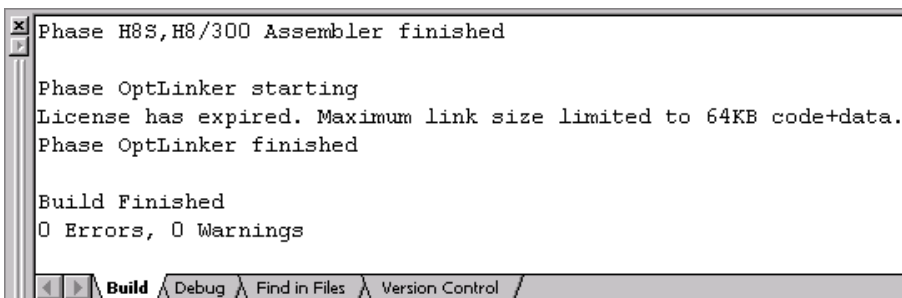 Phase H8S,H8/300 Assembler finished
Phase OptLinker starting
License has expired. Maximum link size limited to 64KB code+data.
Phase OptLinker finished
Build Finished
0 Errors, 0 Warnings
Build Debug Find in Files Version Control